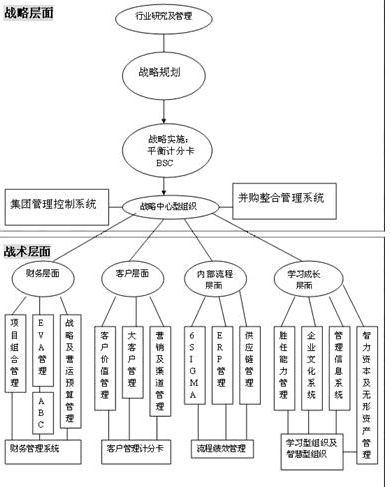 战略层面
行业研究及管理
战略规划
战略实施：
平衡计分卡
BSC
集团管理控制系统
战略中心型组织
并购整合管理系统
战术层面
财务层面
客户层面
内部流程
层面
学习成长
层面
项目组合管理
EVA管理
ABC
战略及营运预算管理
客户价值管理
大客户管理
营销及渠道管理
6SIGMA
ERP管理
供应链管理
胜任能力管理
企业文化系统
管理信息系统
智力资本及无形资产管理
财务管理系统
客户管理计分卡
流程绩效管理
学习型组织及
智慧型组织